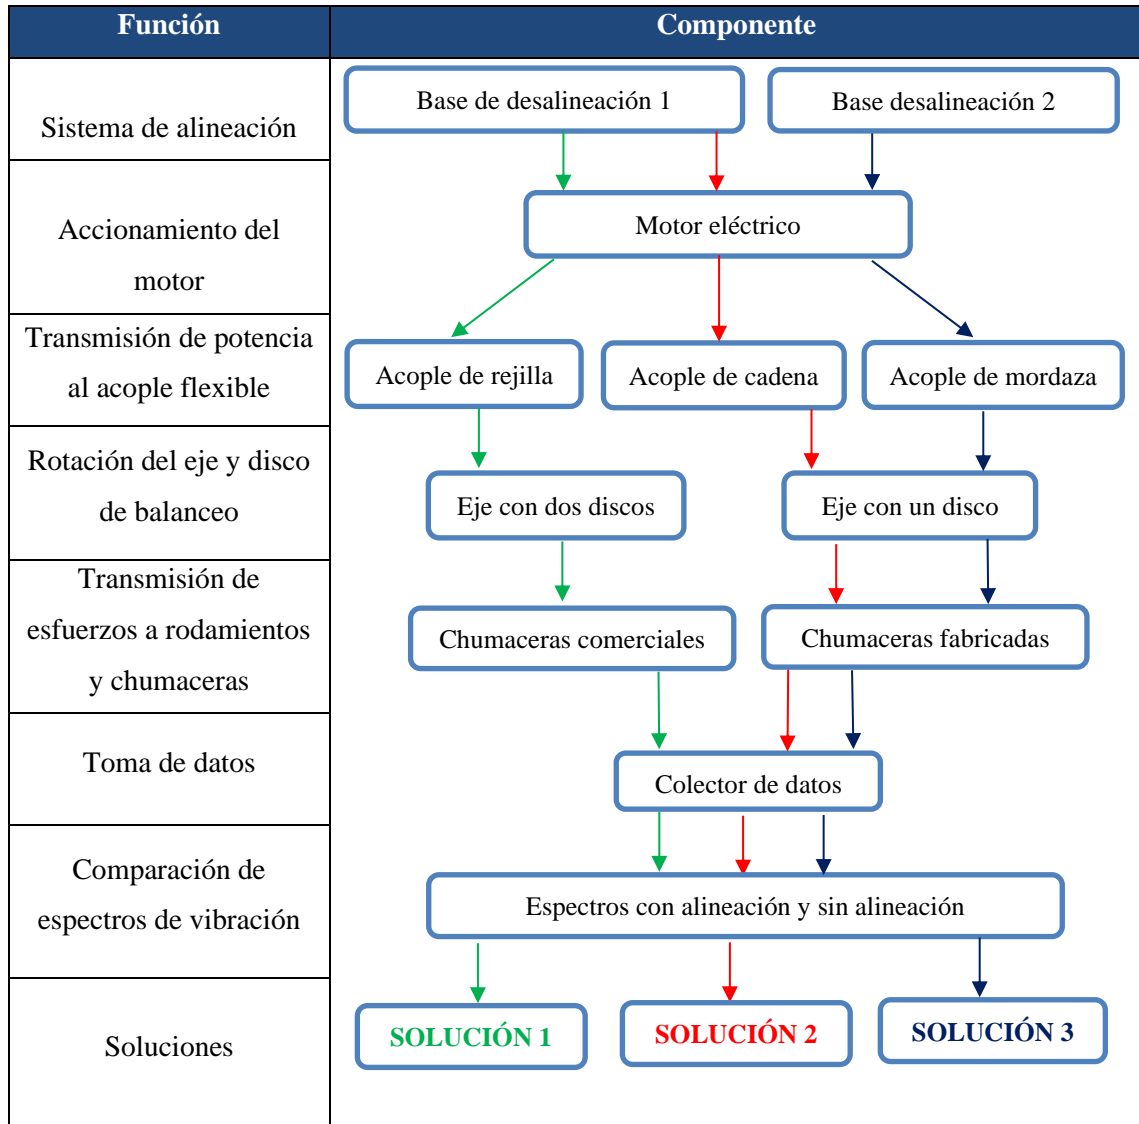 Función
Componente
Sistema de alineación
Base de desalineación 1
Base desalineación 2
Accionamiento del
motor
Motor eléctrico
Transmisión de potencia
al acople flexible
Acople de rejilla
Acople de cadena
Acople de mordaza
Rotación del eje y disco
de balanceo
Eje con dos discos
Eje con un disco
Transmisión de
esfuerzos a rodamientos
y chumaceras
Chumaceras comerciales
Chumaceras fabricadas
Toma de datos
Colector de datos
Comparación de
espectros de vibración
Espectros con alineación y sin alineación
Soluciones
SOLUCIÓN 1
SOLUCIÓN 2
SOLUCIÓN 3